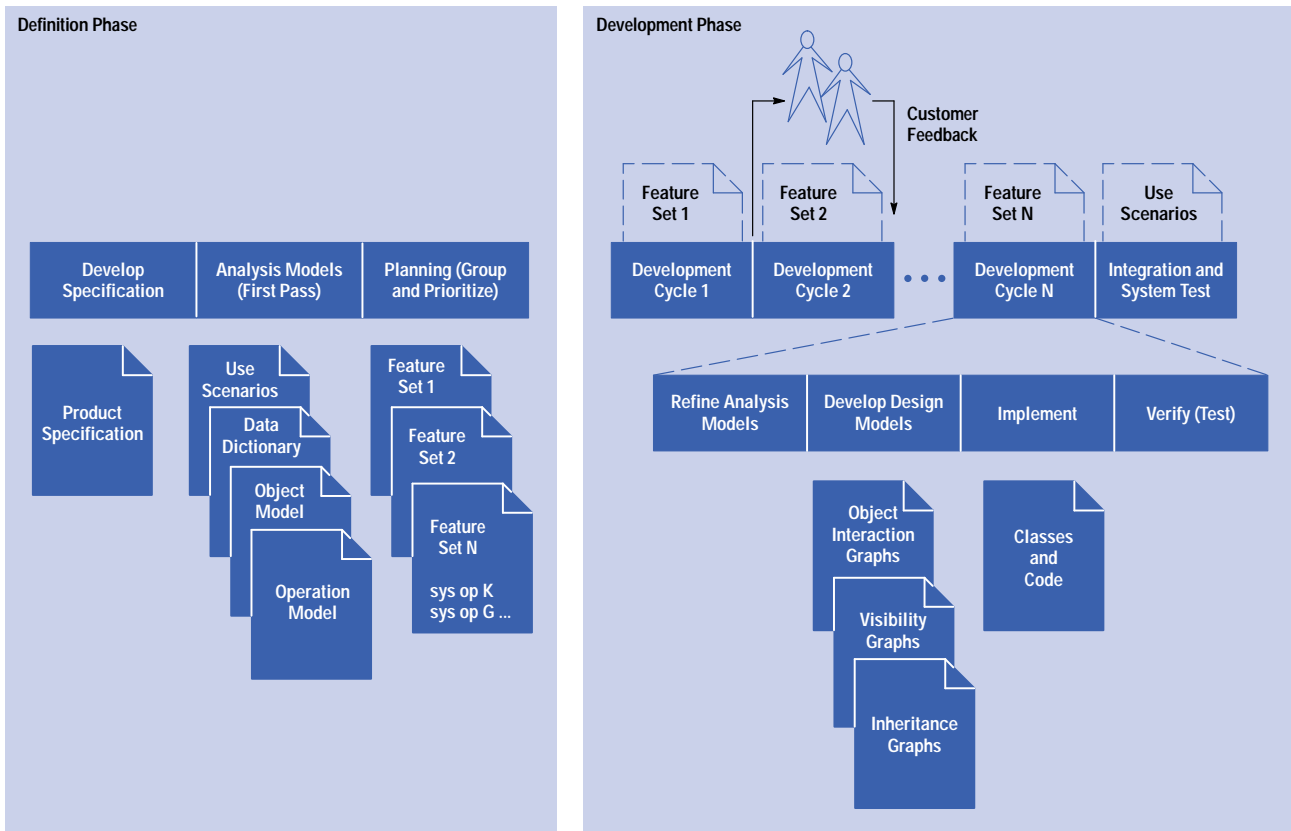 Definition Phase
Develop
Specification
Analysis Models
(First Pass)
Planning (Group
and Prioritize)
Product
Specification
Use
Scenarios
Data
Dictionary
Object
Model
Operation
Model
Feature
Set 1
Feature
Set 2
Feature
Set N
sys op K
sys op G ...
Development Phase
Customer
Feedback
Feature
Set 1
Feature
Set 2
Feature
Set N
Use
Scenarios
Development
Cycle 1
Development
Cycle 2
Development
Cycle N
Integration and
System Test
Refine Analysis
Models
Develop Design
Models
Implement
Verify (Test)
Object
Interaction
Graphs
Visibility
Graphs
Inheritance
Graphs
Classes
and
Code